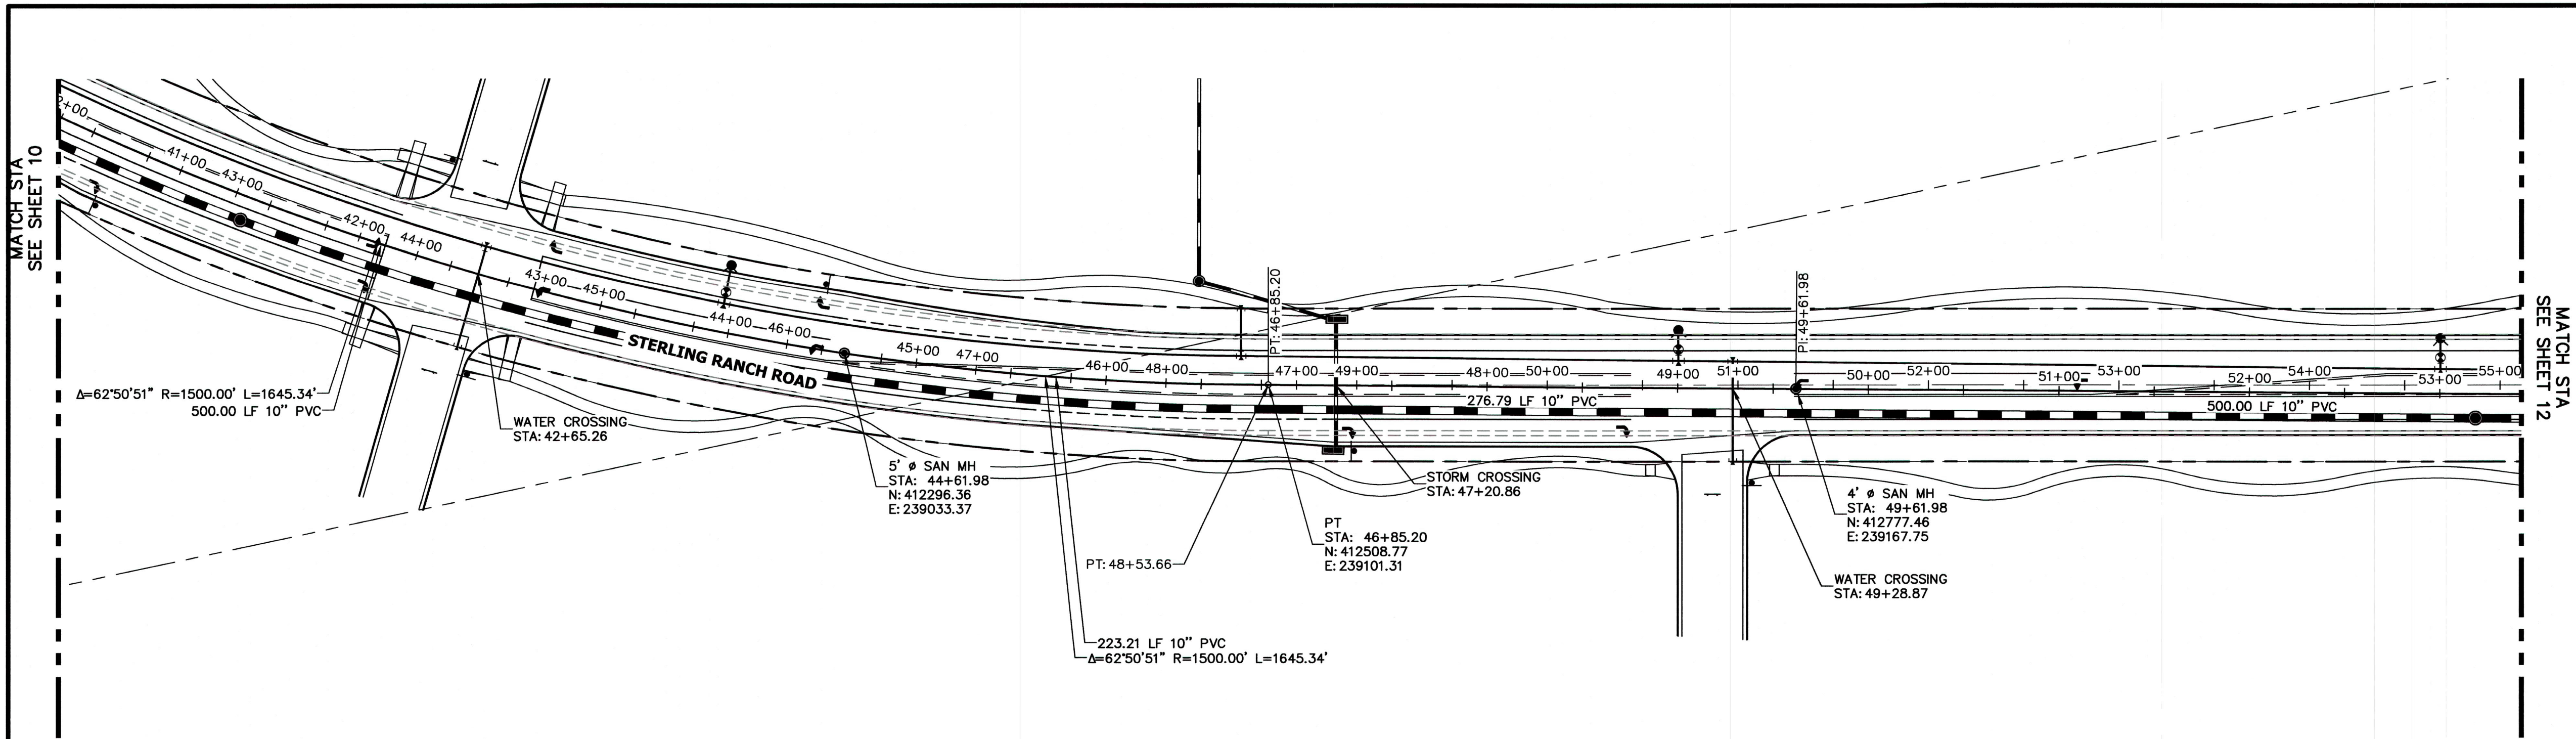 MATCH STA
SEE SHEET 10
2+00
41+00
43+00
42+00
44+00
43+00
45+00
44+00
46+00
45+00
47+00
46+00
48+00
47+00
49+00
48+00
50+00
49+00
51+00
50+00
52+00
51+00
53+00
52+00
54+00
53+00
55+00
STERLING RANCH ROAD
Δ=62°50'51" R=1500.00' L=1645.34'
500.00 LF 10" PVC
WATER CROSSING
STA: 42+65.26
5' ø SAN MH
STA: 44+61.98
N: 412296.36
E: 239033.37
PT: 46+85.20
PI: 49+61.98
276.79 LF 10" PVC
500.00 LF 10" PVC
STORM CROSSING
STA: 47+20.86
PT
STA: 46+85.20
N: 412508.77
E: 239101.31
PT: 48+53.66
223.21 LF 10" PVC
Δ=62°50'51" R=1500.00' L=1645.34'
4' ø SAN MH
STA: 49+61.98
N: 412777.46
E: 239167.75
WATER CROSSING
STA: 49+28.87
MATCH STA
SEE SHEET 12